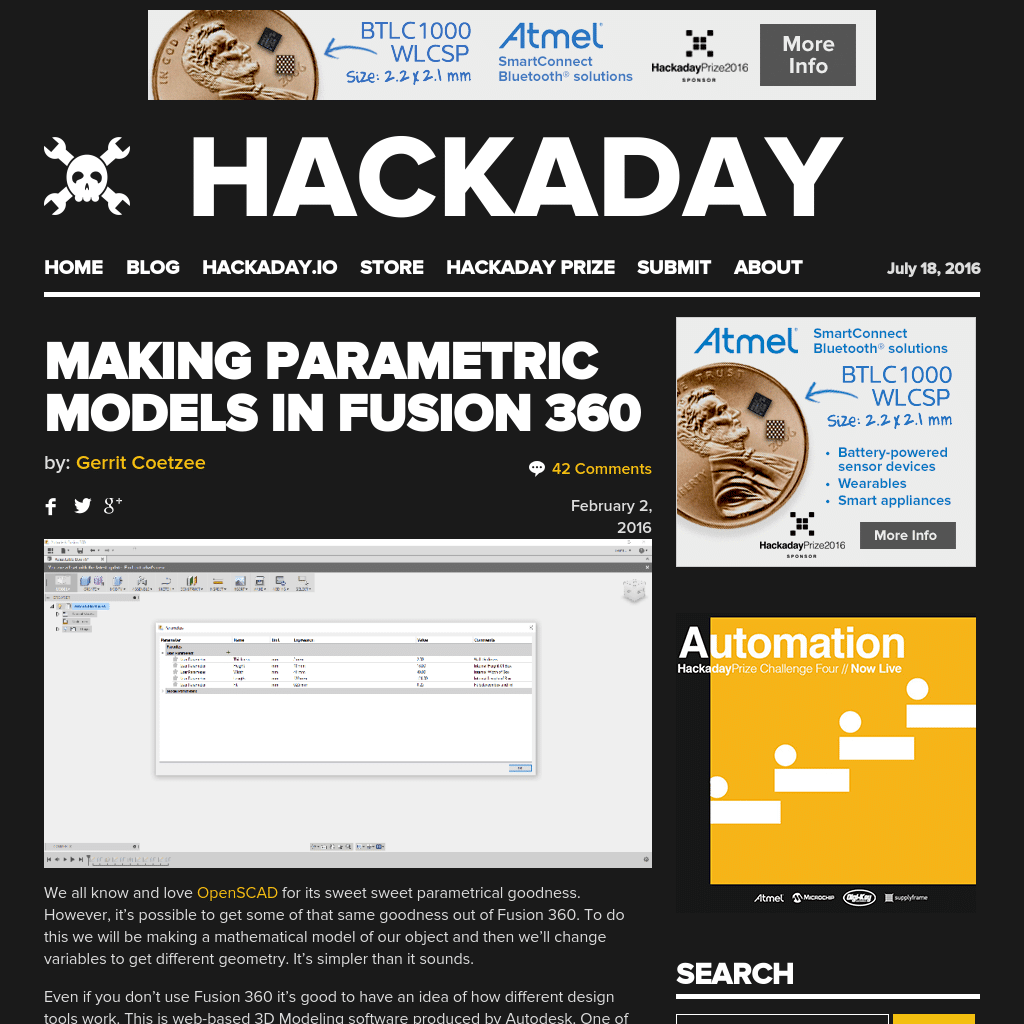 BTLC1000
WLCSP
Size: 2.2 x 2.1 mm
Atmel
SmartConnect
Bluetooth® solutions
HackadayPrize2016
SPONSOR
More
Info
HACKADAY
HOME BLOG HACKADAY.IO STORE HACKADAY PRIZE SUBMIT ABOUT
July 18, 2016
MAKING PARAMETRIC
MODELS IN FUSION 360
by: Gerrit Coetzee
42 Comments
February 2,
2016
Parameter Name Unit Expression Value Comments
We all know and love OpenSCAD for its sweet sweet parametrical goodness.
However, it’s possible to get some of that same goodness out of Fusion 360. To do
this we will be making a mathematical model of our object and then we’ll change
variables to get different geometry. It’s simpler than it sounds.
Even if you don’t use Fusion 360 it’s good to have an idea of how different design
tools work. This is web-based 3D Modeling software produced by Autodesk. One of
Atmel
SmartConnect
Bluetooth® solutions
BTLC1000
WLCSP
Size: 2.2 x 2.1 mm
• Battery-powered
sensor devices
• Wearables
• Smart appliances
HackadayPrize2016
SPONSOR
More Info
Automation
HackadayPrize Challenge Four // Now Live
Atmel MICROCHIP Digi-Key supplyframe
SEARCH